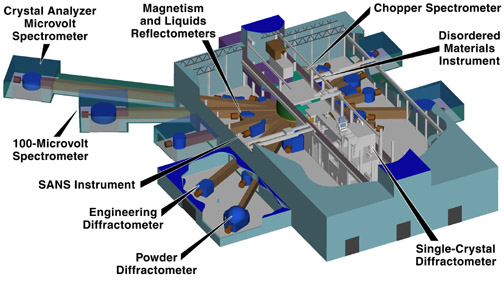 Crystal Analyzer
Microvolt
Spectrometer
Magnetism
and Liquids
Reflectometers
Chopper Spectrometer
Disordered
Materials
Instrument
100-Microvolt
Spectrometer
SANS Instrument
Engineering
Diffractometer
Powder
Diffractometer
Single-Crystal
Diffractometer